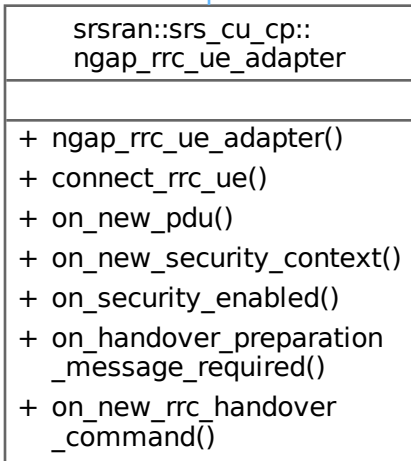 srsran::srs_cu_cp::
ngap_rrc_ue_adapter
+ ngap_rrc_ue_adapter()
+ connect_rrc_ue()
+ on_new_pdu()
+ on_new_security_context()
+ on_security_enabled()
+ on_handover_preparation
_message_required()
+ on_new_rrc_handover
_command()